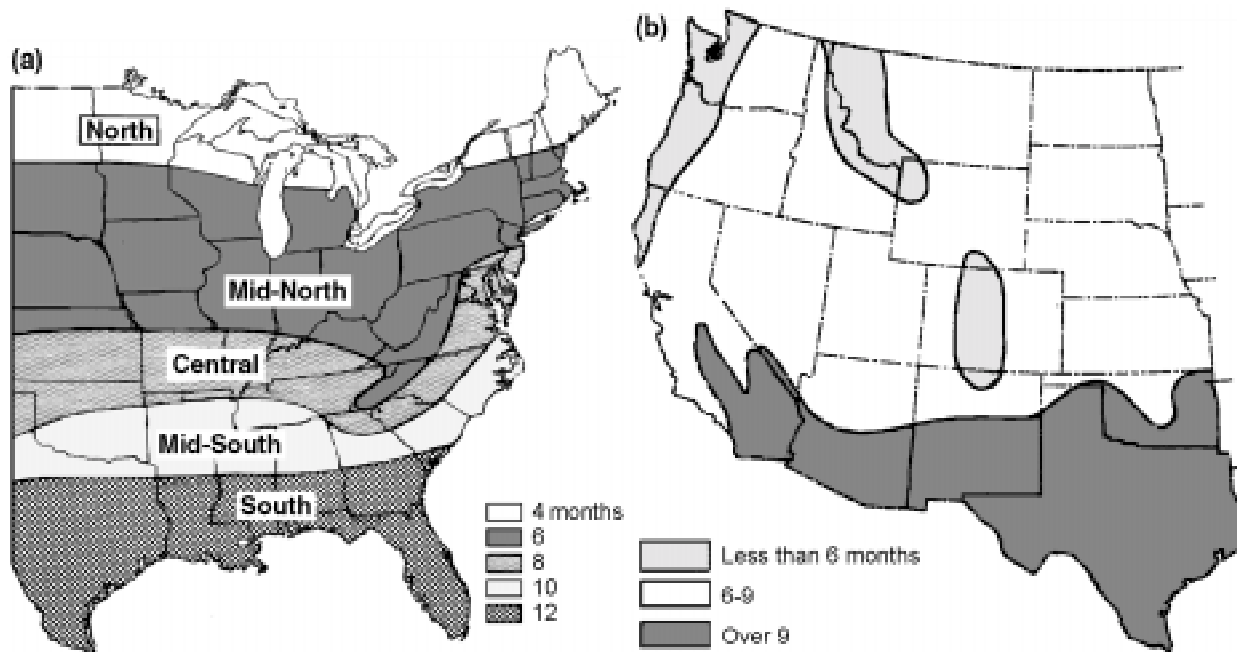 (a)
North
Mid-North
Central
Mid-South
South
4 months
6
8
10
12
(b)
Less than 6 months
6-9
Over 9